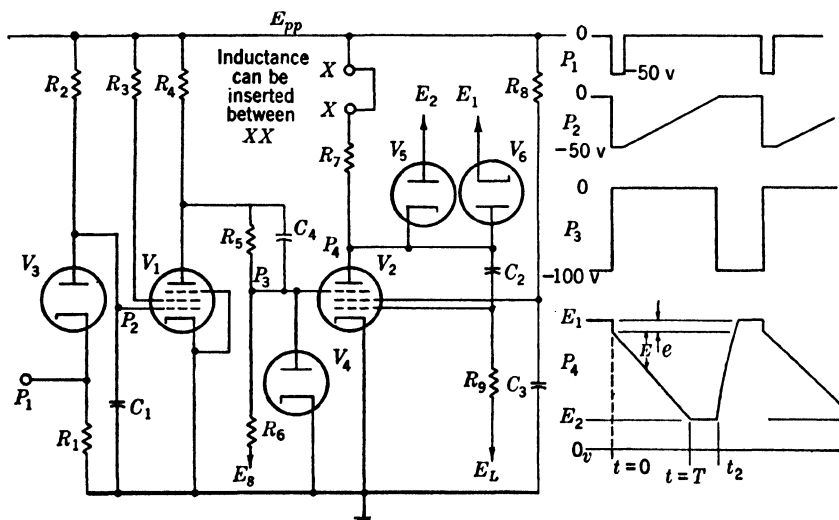 E_pp
Inductance
can be
inserted
between
XX
X
X
R_2
R_3
R_4
R_7
R_8
E_2
E_1
V_5
V_6
V_3
V_1
R_5
C_4
P_4
V_2
C_2
P_3
P_2
V_4
P_1
R_1
C_1
R_6
R_9
C_3
E_8
E_L
0
P_1
-50 v
0
P_2
-50 v
0
P_3
-100 v
E_1
E
e
P_4
E_2
0_v
t=0
t=T
t_2